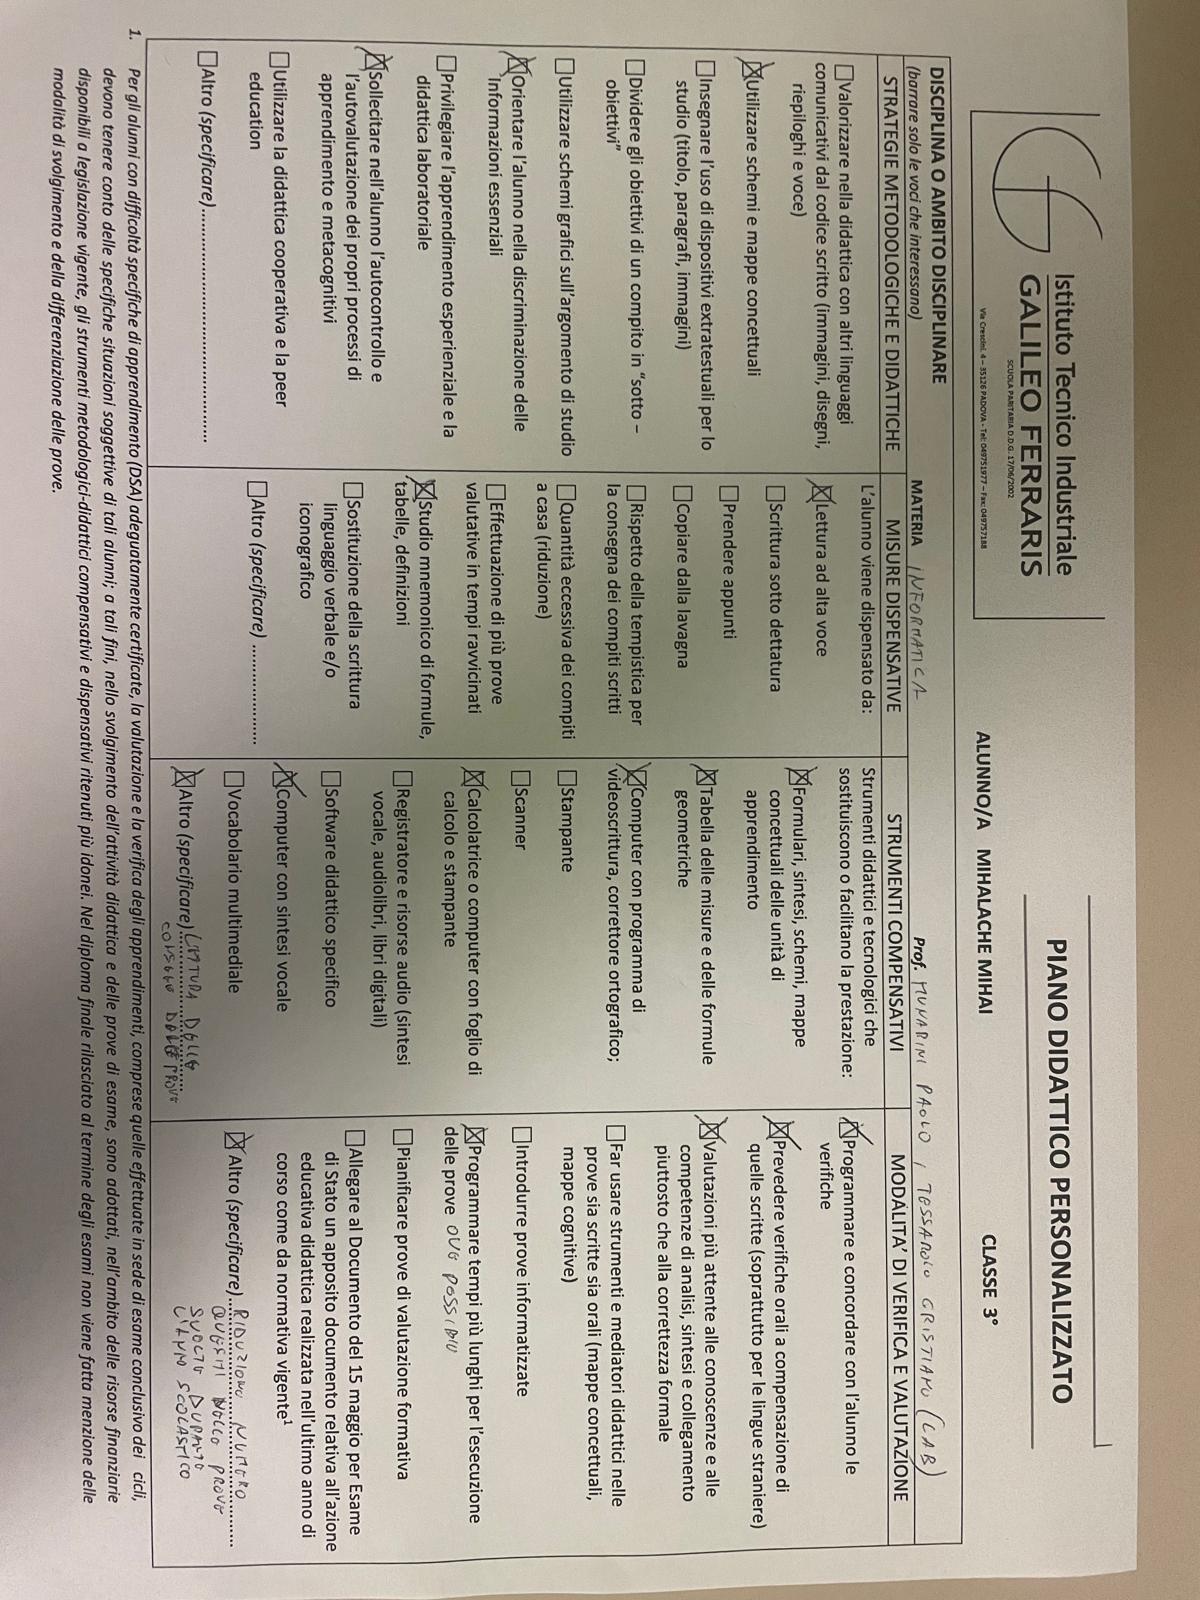 Istituto Tecnico Industriale
GALILEO FERRARIS
SCUOLA PARITARIA D.D.G. 17/06/2002
Via Crescini, 4 – 35126 PADOVA - Tel: 049751977 – Fax: 049757188
PIANO DIDATTICO PERSONALIZZATO
ALUNNO/A MIHALACHE MIHAI CLASSE 3°
DISCIPLINA O AMBITO DISCIPLINARE
(barrare solo le voci che interessano) MATERIA INFORMATICA Prof. MUNARINI PAOLO, TESSAROLO CRISTIANO (LAB)
STRATEGIE METODOLOGICHE E DIDATTICHE
Valorizzare nella didattica con altri linguaggi
comunicativi dal codice scritto (immagini, disegni,
riepiloghi e voce)
Utilizzare schemi e mappe concettuali
Insegnare l'uso di dispositivi extratestuali per lo
studio (titolo, paragrafi, immagini)
Dividere gli obiettivi di un compito in "sotto –
obiettivi"
Utilizzare schemi grafici sull'argomento di studio
Orientare l'alunno nella discriminazione delle
Informazioni essenziali
Privilegiare l'apprendimento esperienziale e la
didattica laboratoriale
Sollecitare nell'alunno l'autocontrollo e
l'autovalutazione dei propri processi di
apprendimento e metacognitivi
Utilizzare la didattica cooperativa e la peer
education
Altro (specificare)..........................................
MISURE DISPENSATIVE
L'alunno viene dispensato da:
Lettura ad alta voce
Scrittura sotto dettatura
Prendere appunti
Copiare dalla lavagna
Rispetto della tempistica per
la consegna dei compiti scritti
Quantità eccessiva dei compiti
a casa (riduzione)
Effettuazione di più prove
valutative in tempi ravvicinati
Studio mnemonico di formule,
tabelle, definizioni
Sostituzione della scrittura
linguaggio verbale e/o
iconografico
Altro (specificare) ......................
STRUMENTI COMPENSATIVI
Strumenti didattici e tecnologici che
sostituiscono o facilitano la prestazione:
Formulari, sintesi, schemi, mappe
concettuali delle unità di
apprendimento
Tabella delle misure e delle formule
geometriche
Computer con programma di
videoscrittura, correttore ortografico;
Stampante
Scanner
Calcolatrice o computer con foglio di
calcolo e stampante
Registratore e risorse audio (sintesi
vocale, audiolibri, libri digitali)
Software didattico specifico
Computer con sintesi vocale
Vocabolario multimediale
Altro (specificare) LETTURA DELLE
DELLE PROVE
MODALITA' DI VERIFICA E VALUTAZIONE
Programmare e concordare con l'alunno le
verifiche
Prevedere verifiche orali a compensazione di
quelle scritte (soprattutto per le lingue straniere)
Valutazioni più attente alle conoscenze e alle
competenze di analisi, sintesi e collegamento
piuttosto che alla correttezza formale
Far usare strumenti e mediatori didattici nelle
prove sia scritte sia orali (mappe concettuali,
mappe cognitive)
Introdurre prove informatizzate
Programmare tempi più lunghi per l'esecuzione
delle prove OVE POSSIBILE
Pianificare prove di valutazione formativa
Allegare al Documento del 15 maggio per Esame
di Stato un apposito documento relativa all'azione
educativa didattica realizzata nell'ultimo anno di
corso come da normativa vigente¹
Altro (specificare) RIDUZIONE NUMERO
QUESITI NELLE PROVE
SVOLTE DURANTE
L'ANNO SCOLASTICO
1. Per gli alunni con difficoltà specifiche di apprendimento (DSA) adeguatamente certificate, la valutazione e la verifica degli apprendimenti, comprese quelle effettuate in sede di esame conclusivo dei cicli,
devono tenere conto delle specifiche situazioni soggettive di tali alunni; a tali fini, nello svolgimento dell'attività didattica e delle prove di esame, sono adottati, nell'ambito delle risorse finanziarie
disponibili a legislazione vigente, gli strumenti metodologici-didattici compensativi e dispensativi ritenuti più idonei. Nel diploma finale rilasciato al termine degli esami non viene fatta menzione delle
modalità di svolgimento e della differenziazione delle prove.